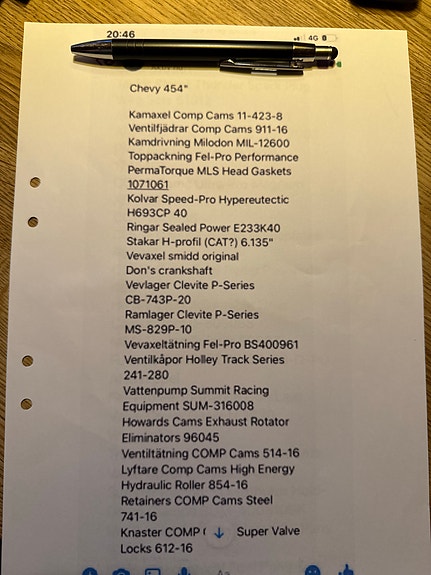 20:46
4G
Chevy 454"
Kamaxel Comp Cams 11-423-8
Ventilfjädrar Comp Cams 911-16
Kamdrivning Milodon MIL-12600
Toppackning Fel-Pro Performance
PermaTorque MLS Head Gaskets
1071061
Kolvar Speed-Pro Hypereutectic
H693CP 40
Ringar Sealed Power E233K40
Stakar H-profil (CAT?) 6.135"
Vevaxel smidd original
Don's crankshaft
Vevlager Clevite P-Series
CB-743P-20
Ramlager Clevite P-Series
MS-829P-10
Vevaxeltätning Fel-Pro BS400961
Ventilkåpor Holley Track Series
241-280
Vattenpump Summit Racing
Equipment SUM-316008
Howards Cams Exhaust Rotator
Eliminators 96045
Ventiltätning COMP Cams 514-16
Lyftare Comp Cams High Energy
Hydraulic Roller 854-16
Retainers COMP Cams Steel
741-16
Knaster COMP Super Valve
Locks 612-16
Aa